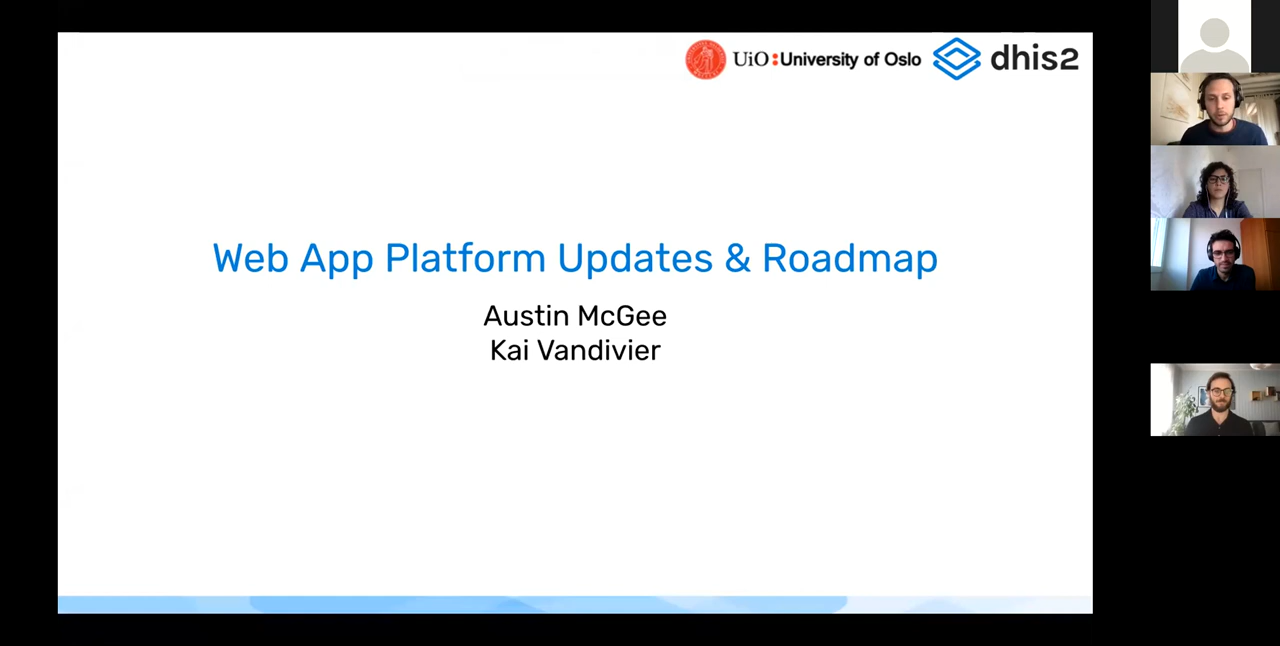 UiO : University of Oslo
dhis2
Web App Platform Updates & Roadmap
Austin McGee
Kai Vandivier